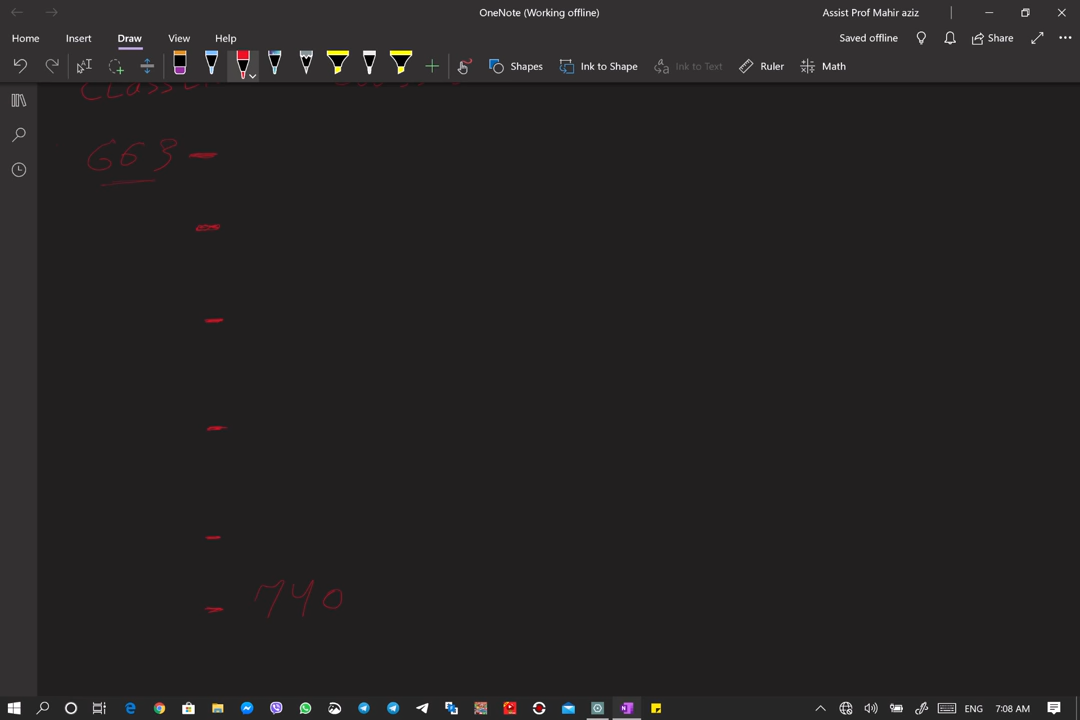 OneNote (Working offline)
Assist Prof Mahir aziz
Home Insert Draw View Help
Saved offline Share
Shapes Ink to Shape Ink to Text Ruler Math
663 -
-
-
-
-
- 740
ENG 7:08 AM